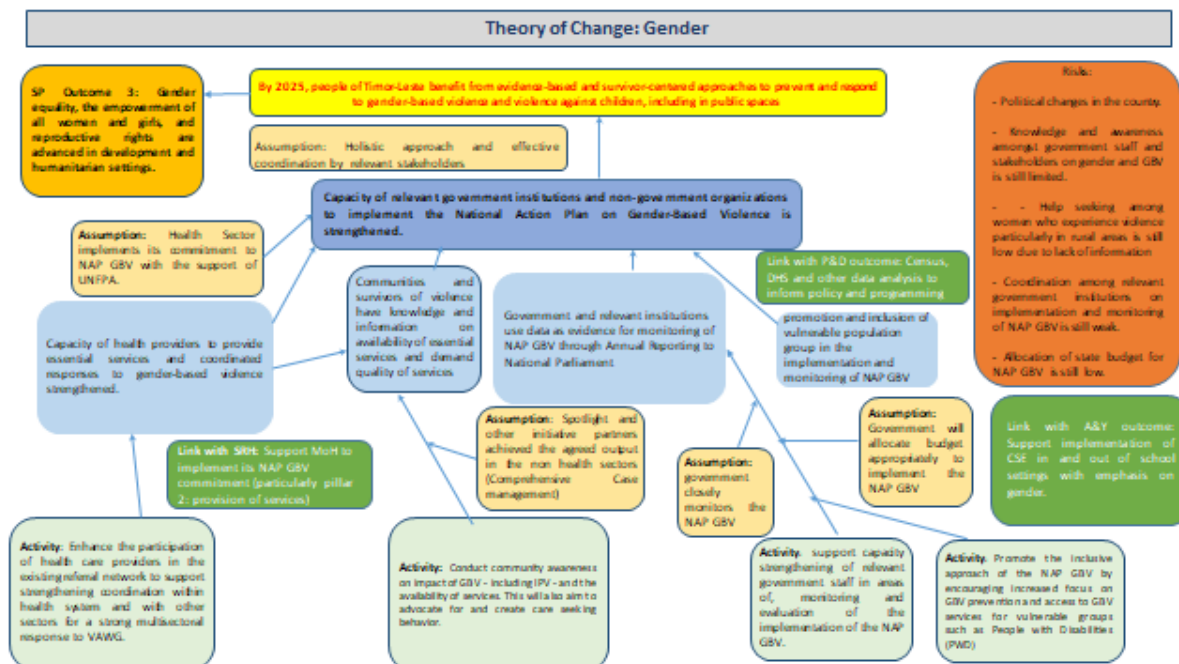 Theory of Change: Gender
SP Outcome 3: Gender
equality, the empowerment of
all women and girls, and
reproductive rights are
advanced in development and
humanitarian settings.
By 2025, people of Timor-Leste benefit from evidence-based and survivor-centered approaches to prevent and respond
to gender-based violence and violence against children, including in public spaces
Assumption: Holistic approach and effective
coordination by relevant stakeholders
Capacity of relevant government institutions and non-government organizations
to implement the National Action Plan on Gender-Based Violence is
strengthened.
Risks:
- Political changes in the county.
- Knowledge and awareness
amongst government staff and
stakeholders on gender and GBV
is still limited.
- - Help seeking among
women who experience violence
particularly in rural areas is still
low due to lack of information
- Coordination among relevant
government institutions on
implementation and monitoring
of NAP GBV is still weak.
- Allocation of state budget for
NAP GBV is still low.
Assumption: Health Sector
implements its commitment to
NAP GBV with the support of
UNFPA.
Capacity of health providers to provide
essential services and coordinated
responses to gender-based violence
strengthened.
Communities and
survivors of violence
have knowledge and
information on
availability of essential
services and demand
quality of services
Government and relevant institutions
use data as evidence for monitoring of
NAP GBV through Annual Reporting to
National Parliament
Link with P&D outcome: Census,
DHS and other data analysis to
inform policy and programming
promotion and inclusion of
vulnerable population
group in the
implementation and
monitoring of NAP GBV
Link with SRH: Support MoH to
implement its NAP GBV
commitment (particularly pillar
2: provision of services)
Assumption: Spotlight and
other initiative partners
achieved the agreed output
in the non health sectors
(Comprehensive Case
management)
Assumption:
government
closely
monitors the
NAP GBV
Assumption:
Government will
allocate budget
appropriately to
implement the
NAP GBV
Link with A&Y outcome:
Support implementation of
CSE in and out of school
settings with emphasis on
gender.
Activity: Enhance the participation
of health care providers in the
existing referral network to support
strengthening coordination within
health system and with other
sectors for a strong multisectoral
response to VAWG.
Activity: Conduct community awareness
on impact of GBV - including IPV - and the
availability of services. This will also aim to
advocate for and create care seeking
behavior.
Activity. support capacity
strengthening of relevant
government staff in areas
of, monitoring and
evaluation of the
implementation of the NAP
GBV.
Activity. Promote the inclusive
approach of the NAP GBV by
encouraging increased focus on
GBV prevention and access to GBV
services for vulnerable groups
such as People with Disabilities
(PWD)